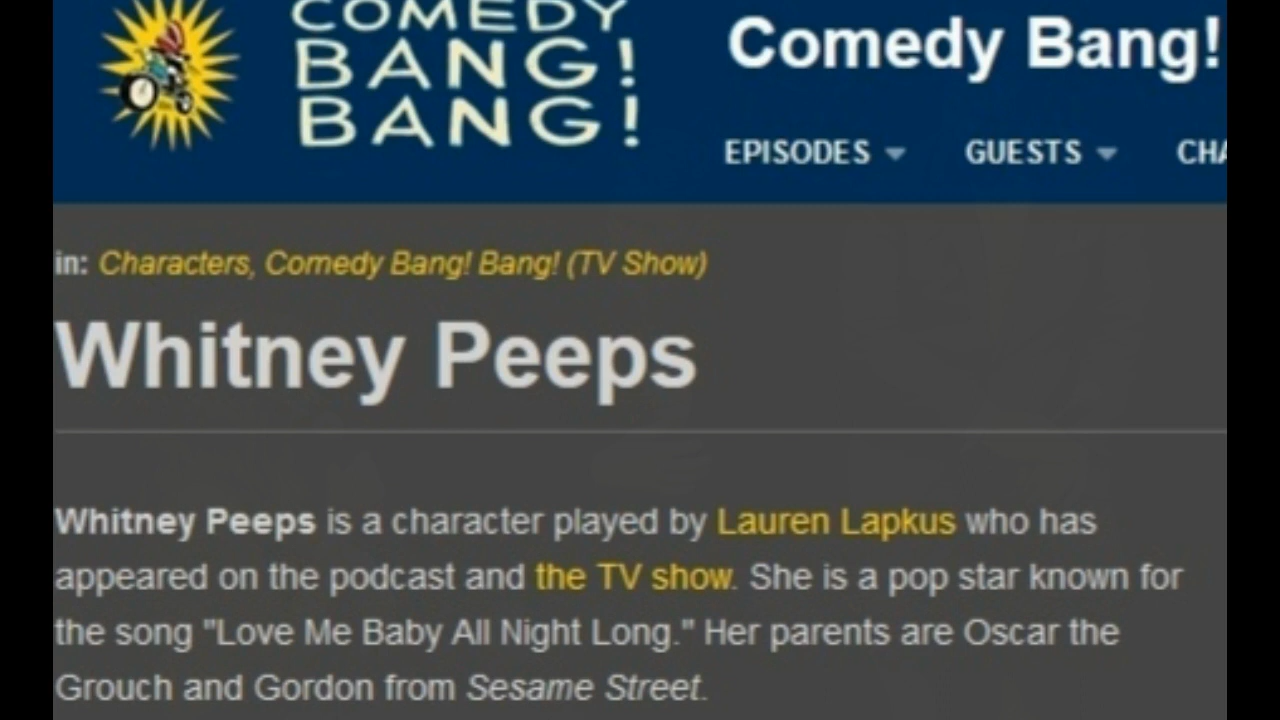 COMEDY
BANG!
BANG!
Comedy Bang!
EPISODES GUESTS CHA
in: Characters, Comedy Bang! Bang! (TV Show)
Whitney Peeps
Whitney Peeps is a character played by Lauren Lapkus who has
appeared on the podcast and the TV show. She is a pop star known for
the song "Love Me Baby All Night Long." Her parents are Oscar the
Grouch and Gordon from Sesame Street.